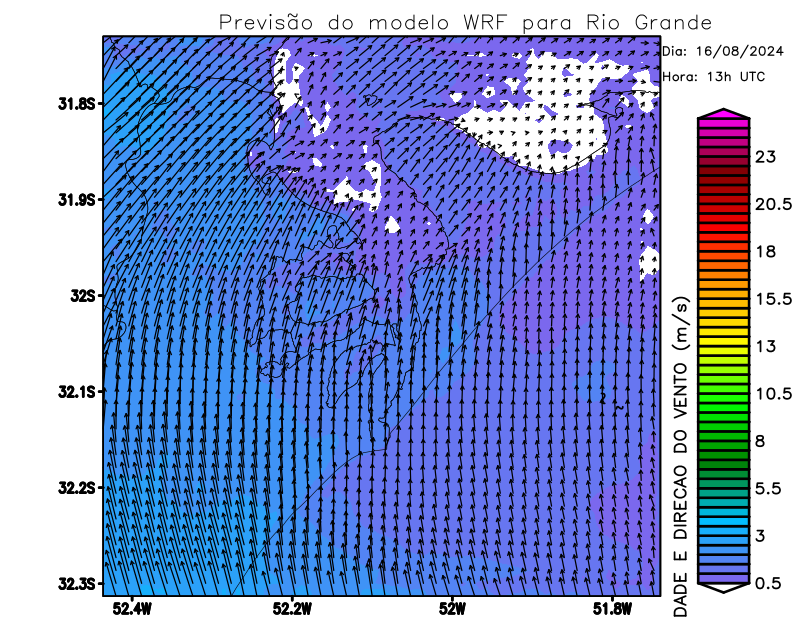 Previsão do modelo WRF para Rio Grande
Dia: 16/08/2024
Hora: 13h UTC
31.8S
31.9S
32S
32.1S
32.2S
32.3S
52.4W
52.2W
52W
51.8W
23
20.5
18
15.5
13
10.5
8
5.5
3
0.5
DADE E DIRECAO DO VENTO (m/s)